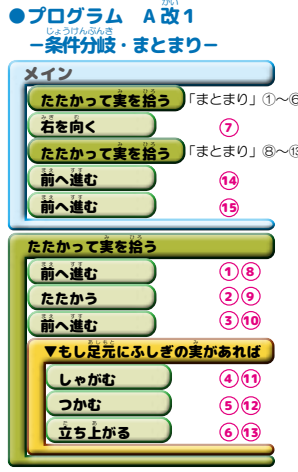 ●プログラム A改1
ー条件分岐・まとまりー
メイン
たたかって実を拾う 「まとまり」①～⑥
右を向く ⑦
たたかって実を拾う 「まとまり」⑧～⑬
前へ進む ⑭
前へ進む ⑮
たたかって実を拾う
前へ進む ①⑧
たたかう ②⑨
前へ進む ③⑩
▼もし足元にふしぎの実があれば
しゃがむ ④⑪
つかむ ⑤⑫
立ち上がる ⑥⑬